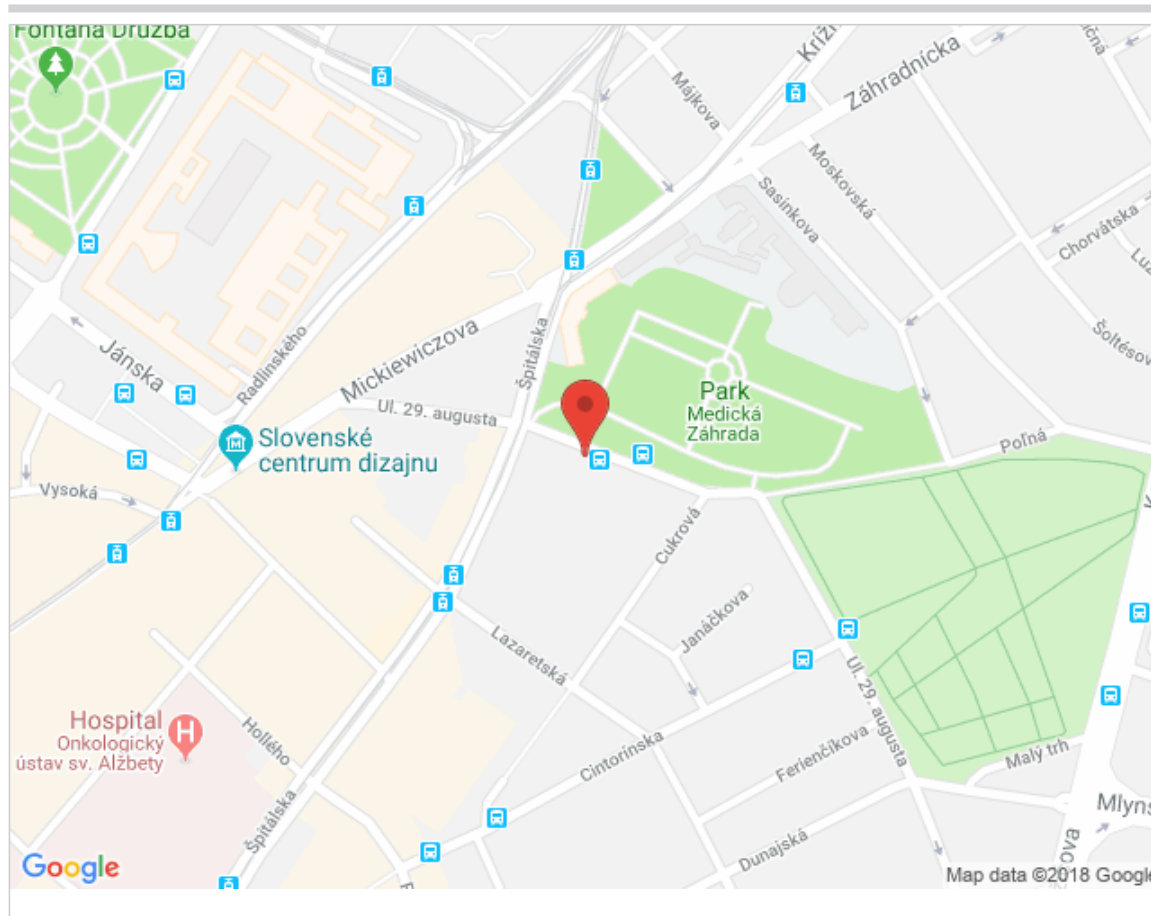 Fontána Družba
Májkova
Kríž
Záhradnícka
Moskovská
Sasinkova
Chorvátska
Šoltésov
Jánska
Radlinského
Mickiewiczova
Špitálska
Ul. 29. augusta
Park
Medická
Záhrada
Slovenské
centrum dizajnu
Poľná
Vysoká
Cukrová
Janáčkova
Lazaretská
Ul. 29. augusta
Hospital
Onkologický
ústav sv. Alžbety
H
Hollého
Cintorínska
Ferienčíkova
Malý trh
Mlyns
Špitálska
Dunajská
Google
Map data ©2018 Google